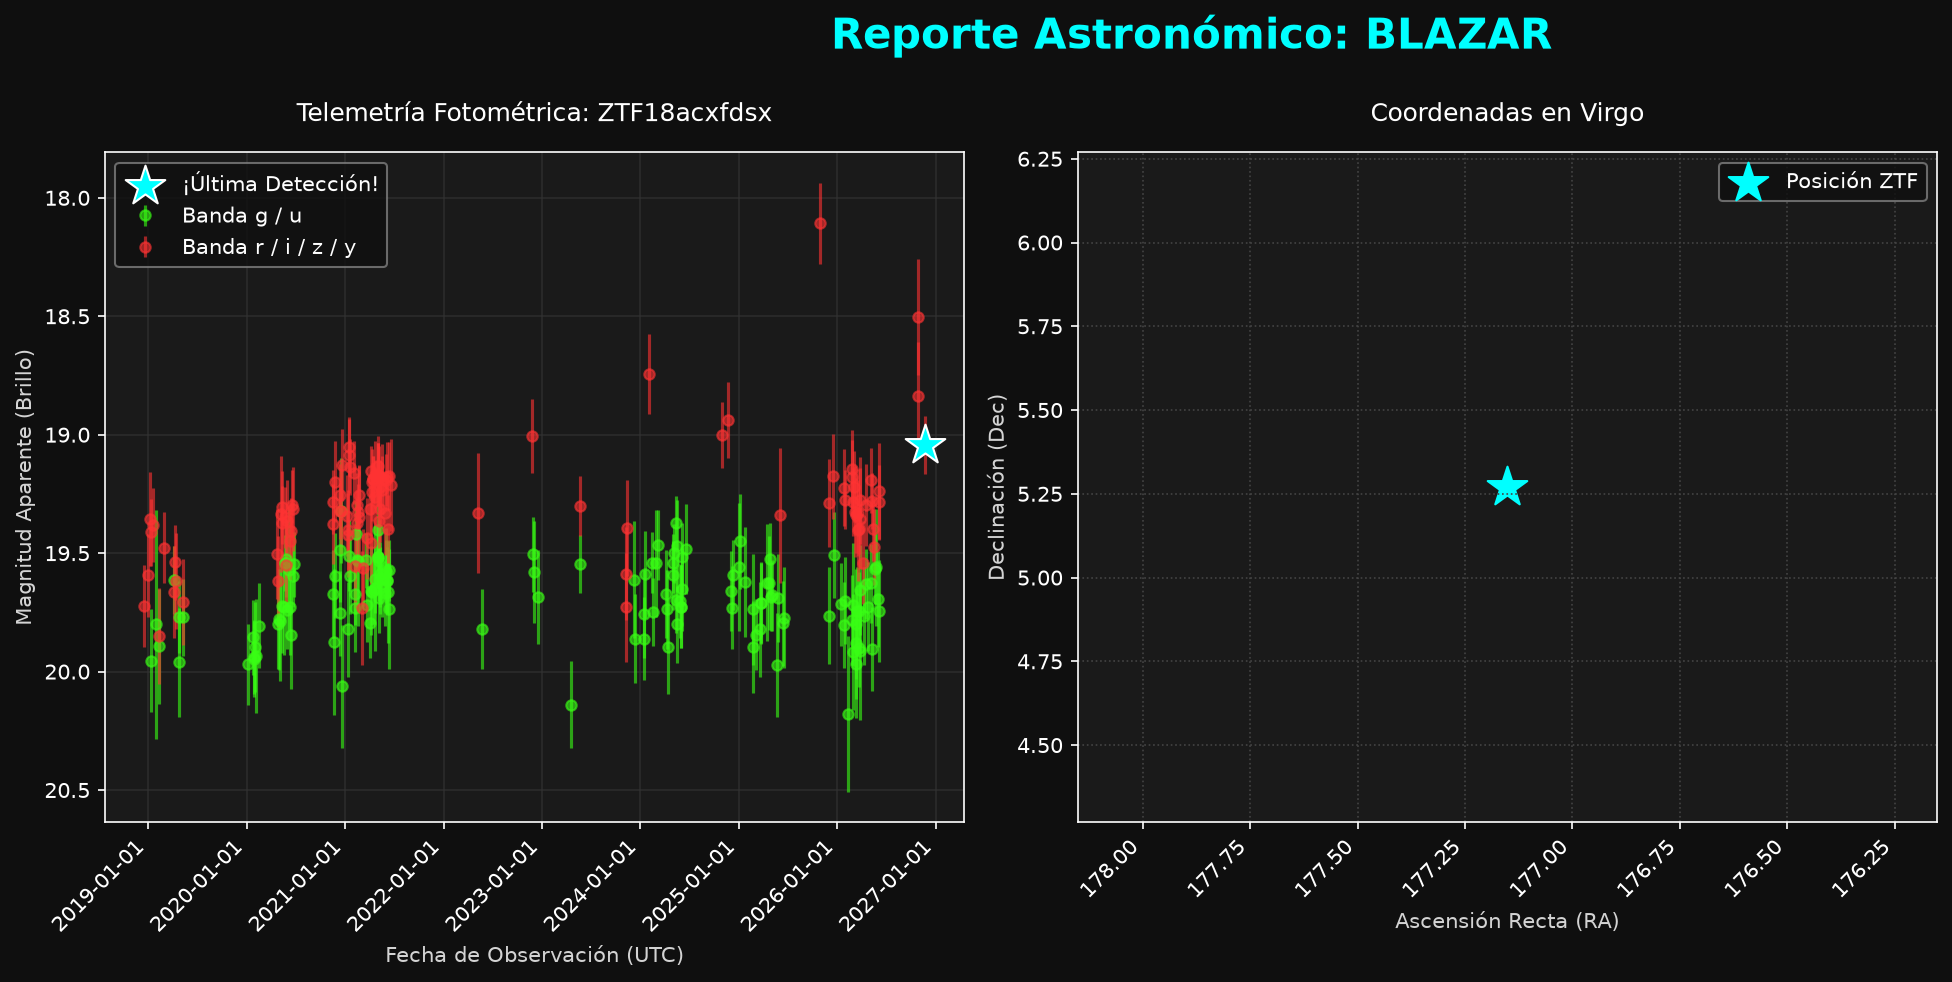 Reporte Astronómico: BLAZAR
Telemetría Fotométrica: ZTF18acxfdsx
¡Última Detección!
Banda g / u
Banda r / i / z / y
Magnitud Aparente (Brillo)
18.0
18.5
19.0
19.5
20.0
20.5
2019-01-01
2020-01-01
2021-01-01
2022-01-01
2023-01-01
2024-01-01
2025-01-01
2026-01-01
2027-01-01
Fecha de Observación (UTC)
Coordenadas en Virgo
Posición ZTF
Declinación (Dec)
6.25
6.00
5.75
5.50
5.25
5.00
4.75
4.50
178.00
177.75
177.50
177.25
177.00
176.75
176.50
176.25
Ascensión Recta (RA)